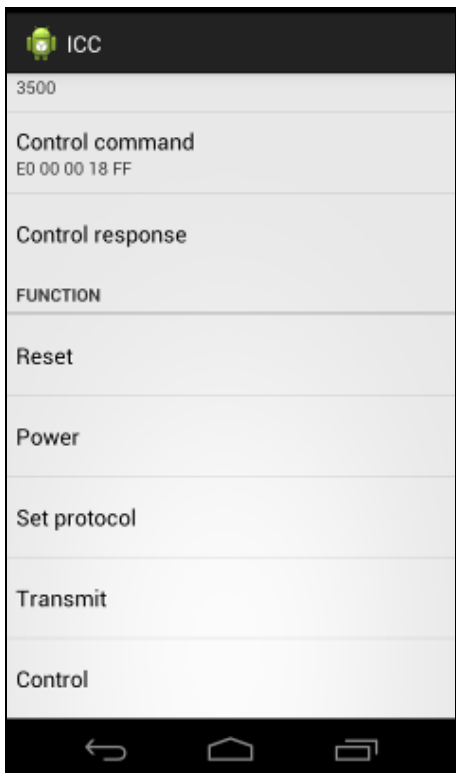 ICC
3500
Control command
E0 00 00 18 FF
Control response
FUNCTION
Reset
Power
Set protocol
Transmit
Control